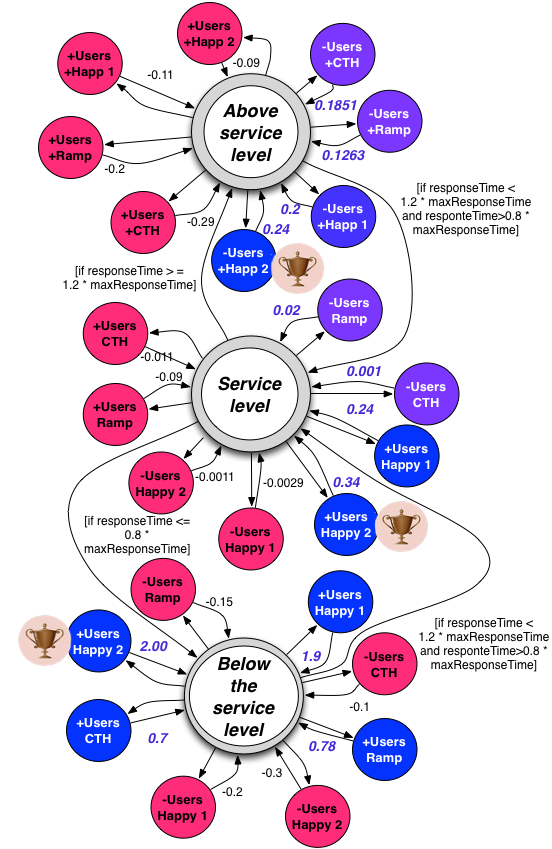 +Users
+Happ 2
-0.09
+Users
+Happ 1
-0.11
-Users
+CTH
0.1851
Above
service
level
-Users
+Ramp
0.1263
+Users
+Ramp
-0.2
[if responseTime <
1.2 * maxResponseTime
and responteTime>0.8 *
maxResponseTime]
+Users
+CTH
-0.29
0.2
-Users
+Happ 1
0.24
-Users
+Happ 2
[if responseTime > =
1.2 * maxResponseTime]
-Users
Ramp
0.02
+Users
CTH
-0.011
Service
level
0.001
-Users
CTH
-0.09
+Users
Ramp
0.24
+Users
Happy 1
-Users
Happy 2
-0.0011
-0.0029
0.34
-Users
Happy 1
+Users
Happy 2
[if responseTime <=
0.8 *
maxResponseTime]
-Users
Ramp
-0.15
+Users
Happy 1
1.9
[if responseTime <
1.2 * maxResponseTime
and responteTime>0.8 *
maxResponseTime]
+Users
Happy 2
2.00
Below
the
service
level
-Users
CTH
-0.1
+Users
CTH
0.7
0.78
+Users
Ramp
-Users
Happy 1
-0.2
-0.3
-Users
Happy 2